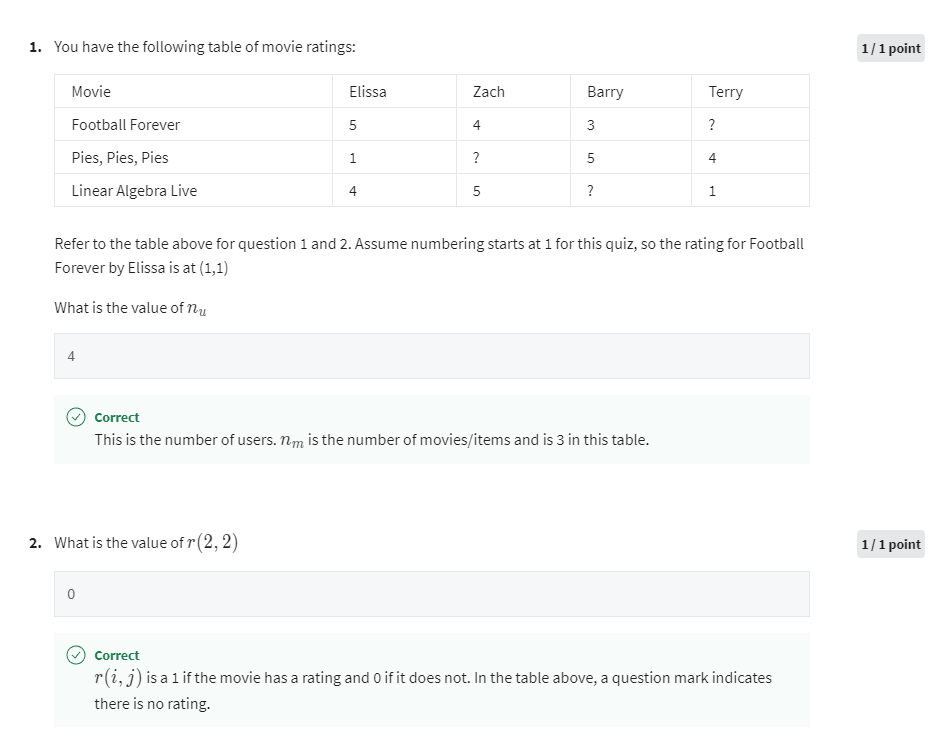 1. You have the following table of movie ratings:
1 / 1 point
Movie Elissa Zach Barry Terry
Football Forever 5 4 3 ?
Pies, Pies, Pies 1 ? 5 4
Linear Algebra Live 4 5 ? 1
Refer to the table above for question 1 and 2. Assume numbering starts at 1 for this quiz, so the rating for Football
Forever by Elissa is at (1,1)
What is the value of n_u
4
Correct
This is the number of users. n_m is the number of movies/items and is 3 in this table.
2. What is the value of r(2, 2)
1 / 1 point
0
Correct
r(i, j) is a 1 if the movie has a rating and 0 if it does not. In the table above, a question mark indicates
there is no rating.